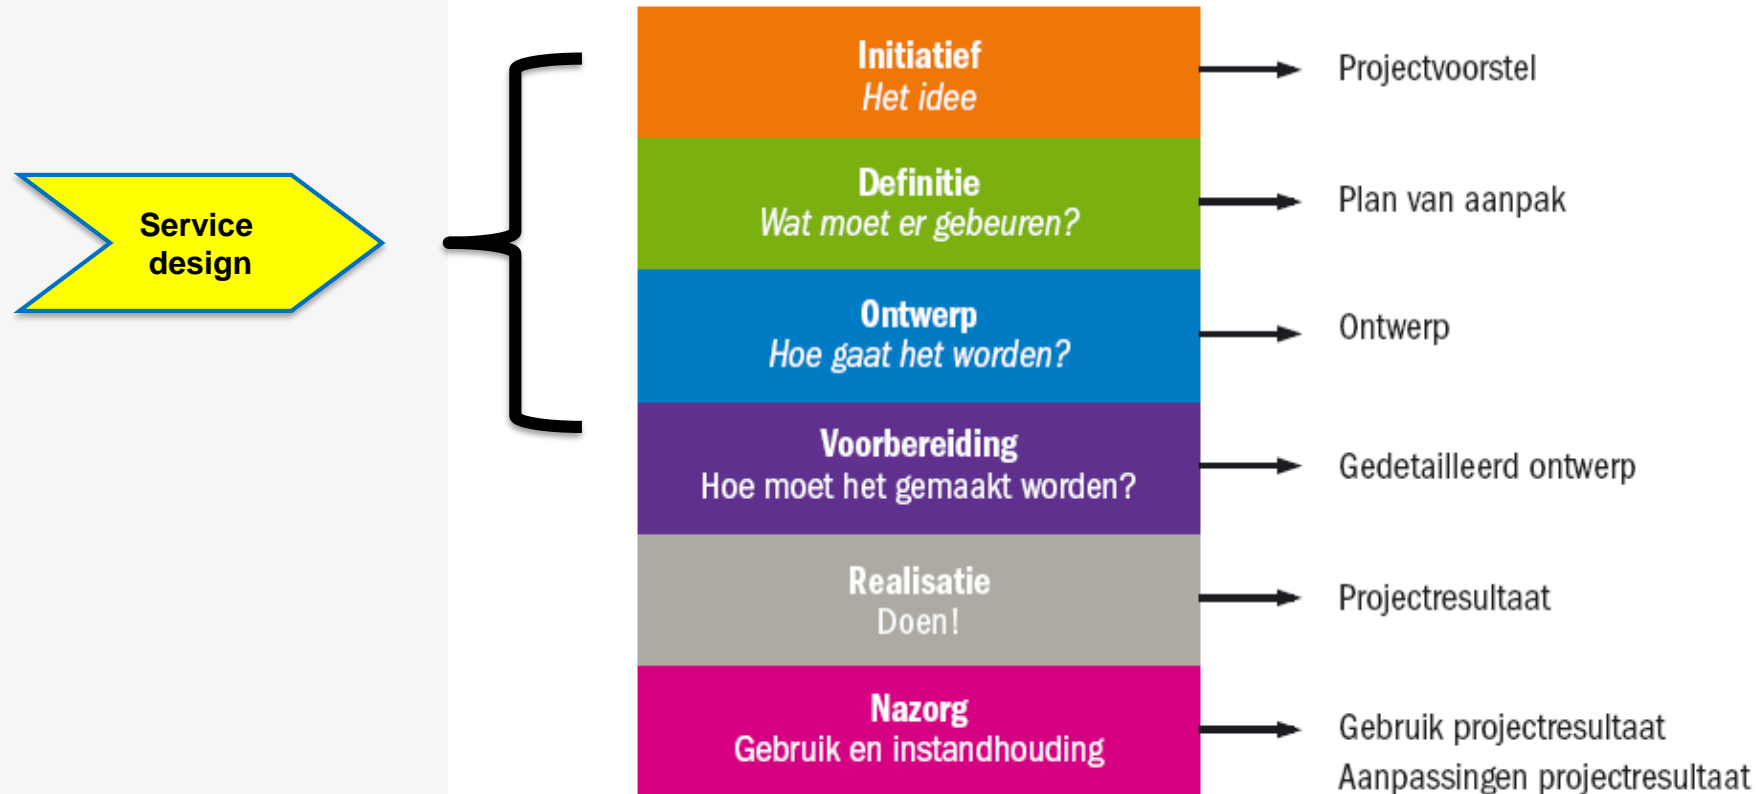 Service
design
Initiatief
Het idee
Projectvoorstel
Definitie
Wat moet er gebeuren?
Plan van aanpak
Ontwerp
Hoe gaat het worden?
Ontwerp
Voorbereiding
Hoe moet het gemaakt worden?
Gedetailleerd ontwerp
Realisatie
Doen!
Projectresultaat
Nazorg
Gebruik en instandhouding
Gebruik projectresultaat
Aanpassingen projectresultaat